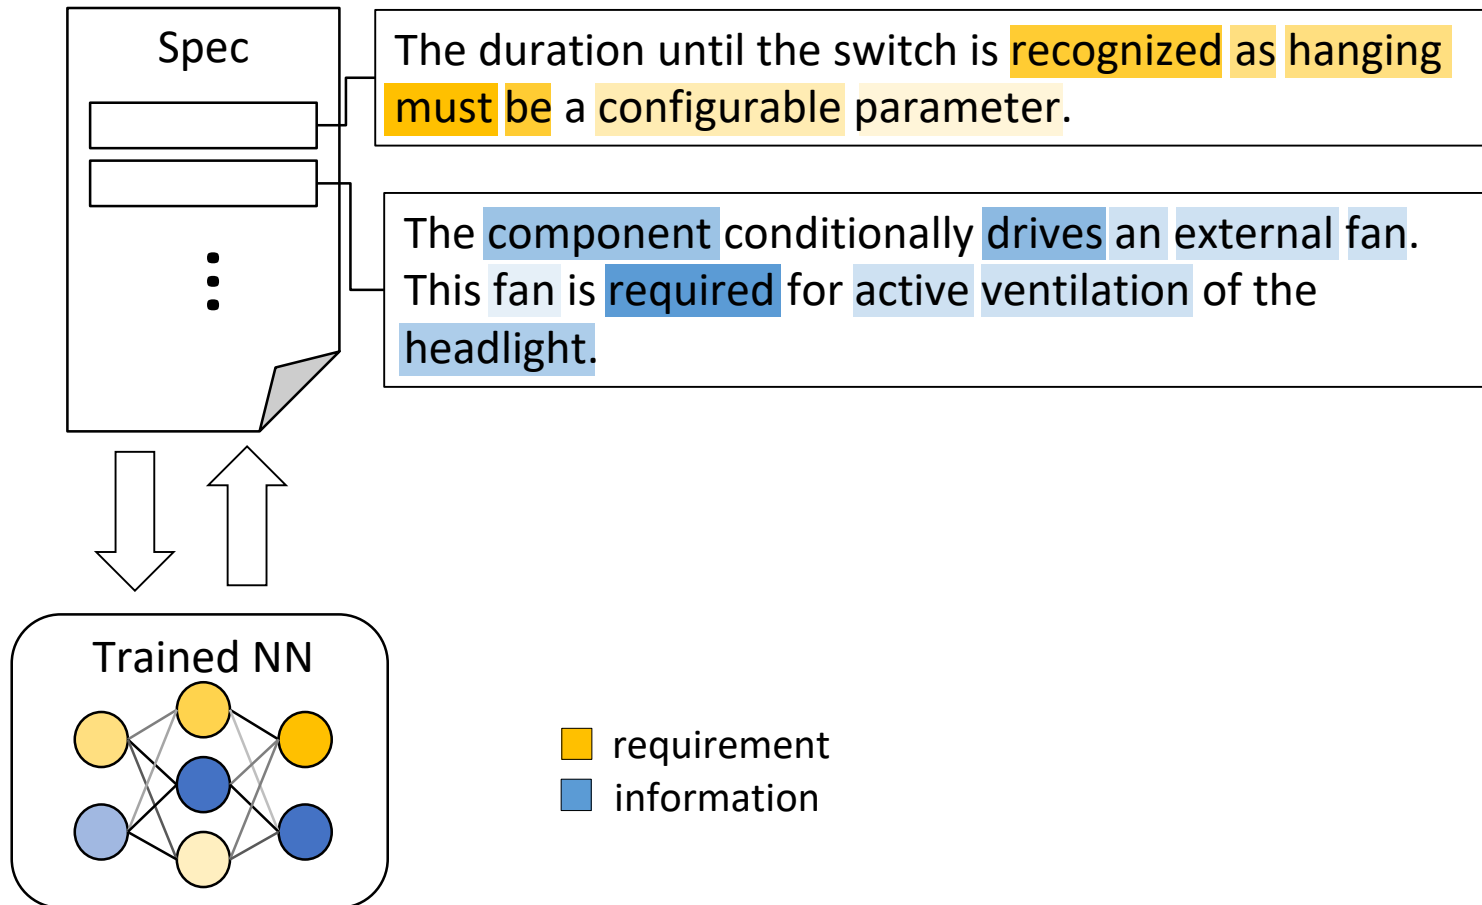 Spec
The duration until the switch is recognized as hanging
must be a configurable parameter.
The component conditionally drives an external fan.
This fan is required for active ventilation of the
headlight.
Trained NN
requirement
information